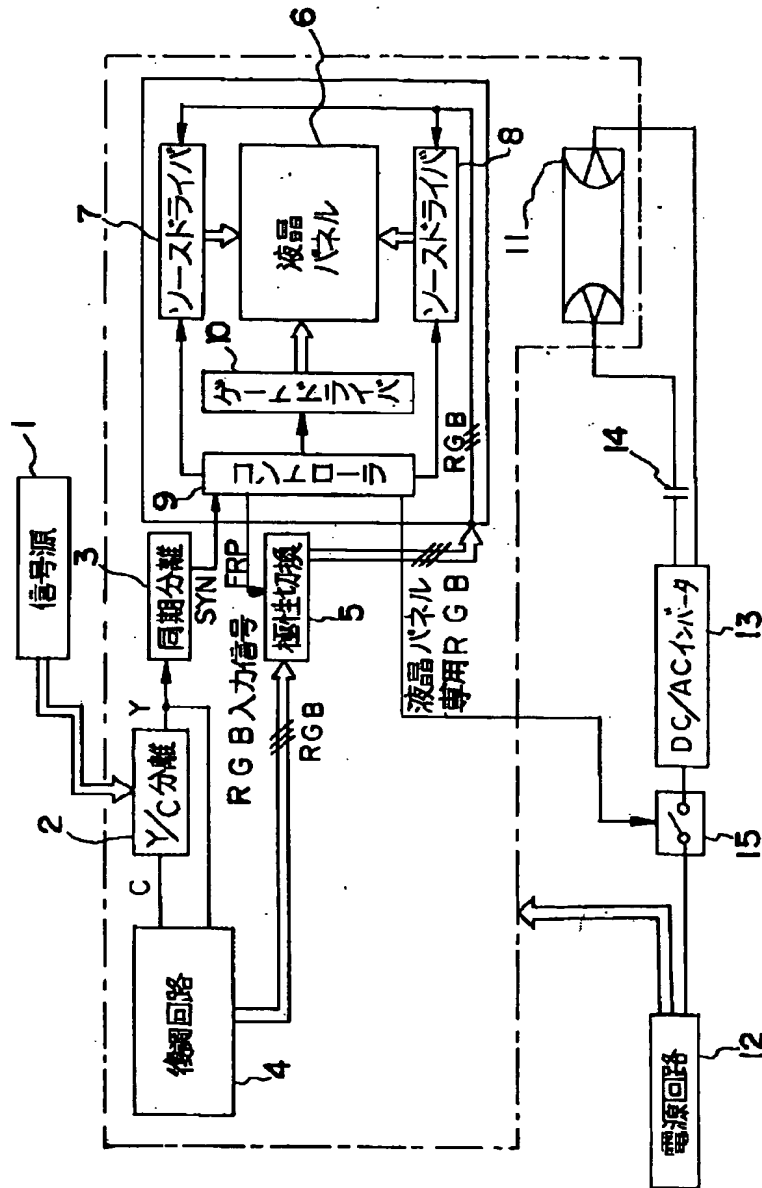 1
信号源
2
Y/C分離
C
Y
3
同期分離
SYN
4
復調回路
RGB入力信号
RGB
FRP
極性切換
5
液晶パネル
専用RGB
9
コントローラ
10
ゲートドライバ
7
ソースドライバ
6
液晶
パネル
ソースドライバ
8
RGB
11
14
DC/ACインバータ
13
15
電源回路
12